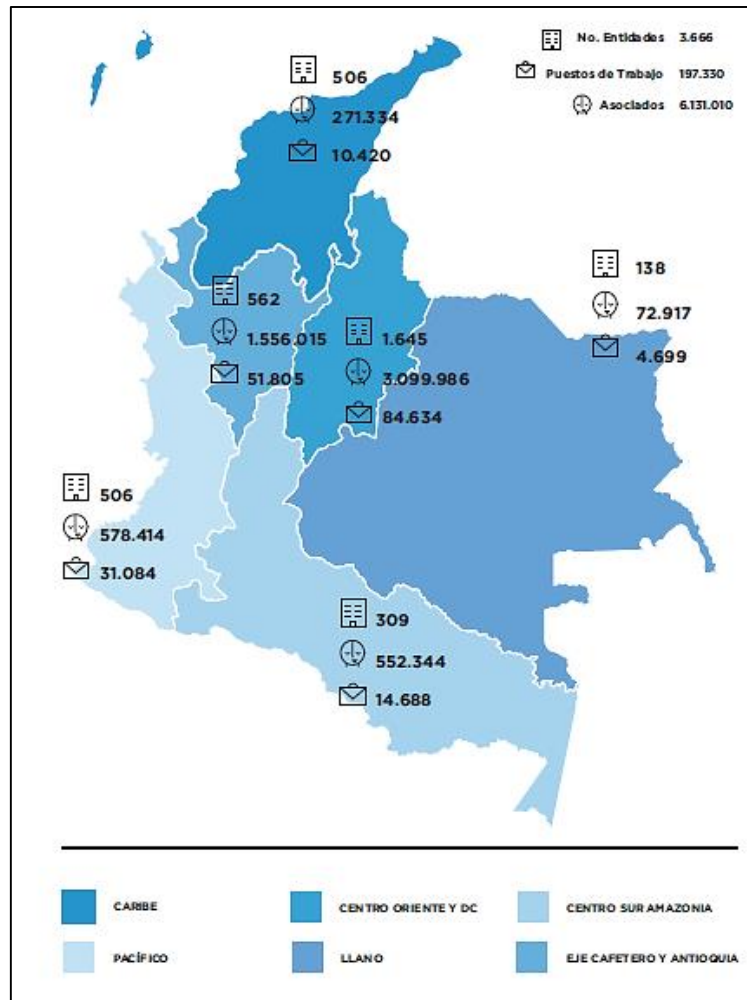 No. Entidades 3.666
Puestos de Trabajo 197.330
Asociados 6.131.010
506
271.334
10.420
138
72.917
4.699
562
1.556.015
51.805
1.645
3.099.986
84.634
506
578.414
31.084
309
552.344
14.688
CARIBE
CENTRO ORIENTE Y DC
CENTRO SUR AMAZONIA
PACÍFICO
LLANO
EJE CAFETERO Y ANTIOQUIA